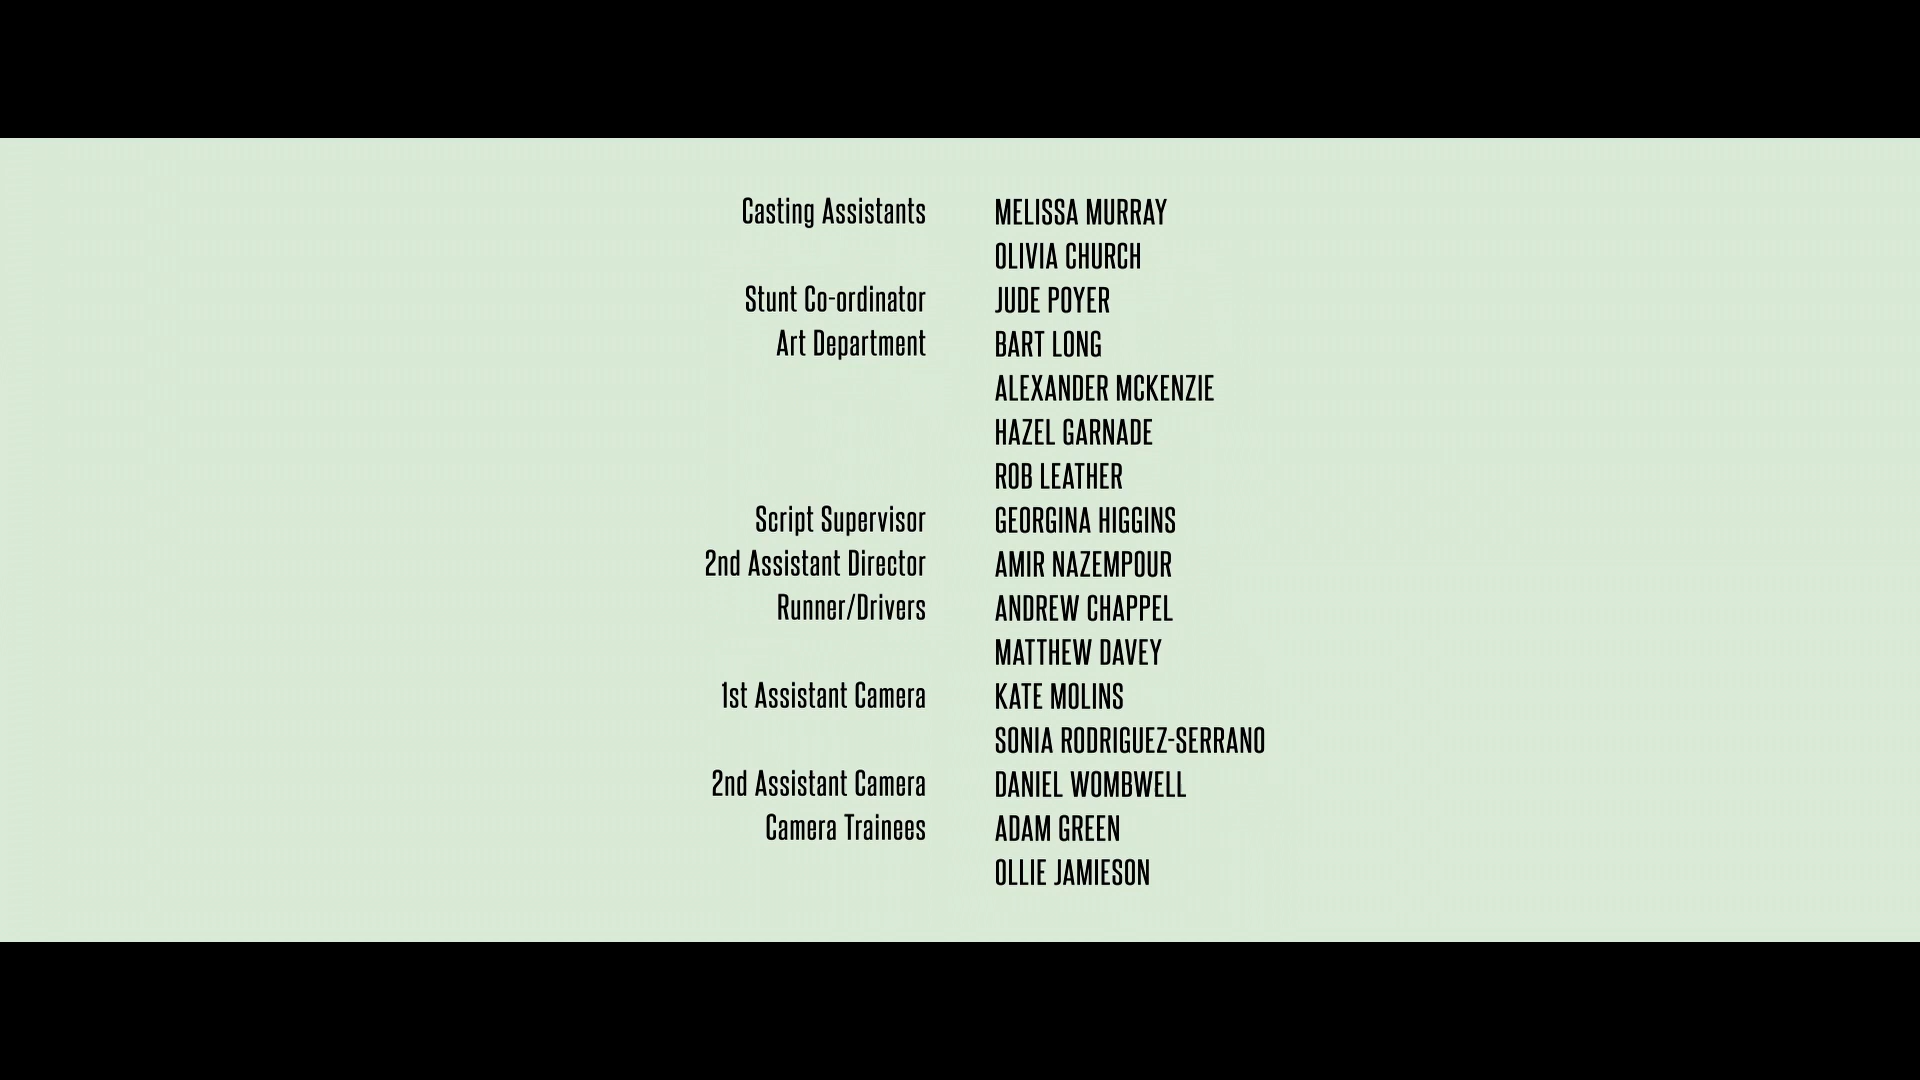 Casting Assistants MELISSA MURRAY
OLIVIA CHURCH
Stunt Co-ordinator JUDE POYER
Art Department BART LONG
ALEXANDER MCKENZIE
HAZEL GARNADE
ROB LEATHER
Script Supervisor GEORGINA HIGGINS
2nd Assistant Director AMIR NAZEMPOUR
Runner/Drivers ANDREW CHAPPEL
MATTHEW DAVEY
1st Assistant Camera KATE MOLINS
SONIA RODRIGUEZ-SERRANO
2nd Assistant Camera DANIEL WOMBWELL
Camera Trainees ADAM GREEN
OLLIE JAMIESON